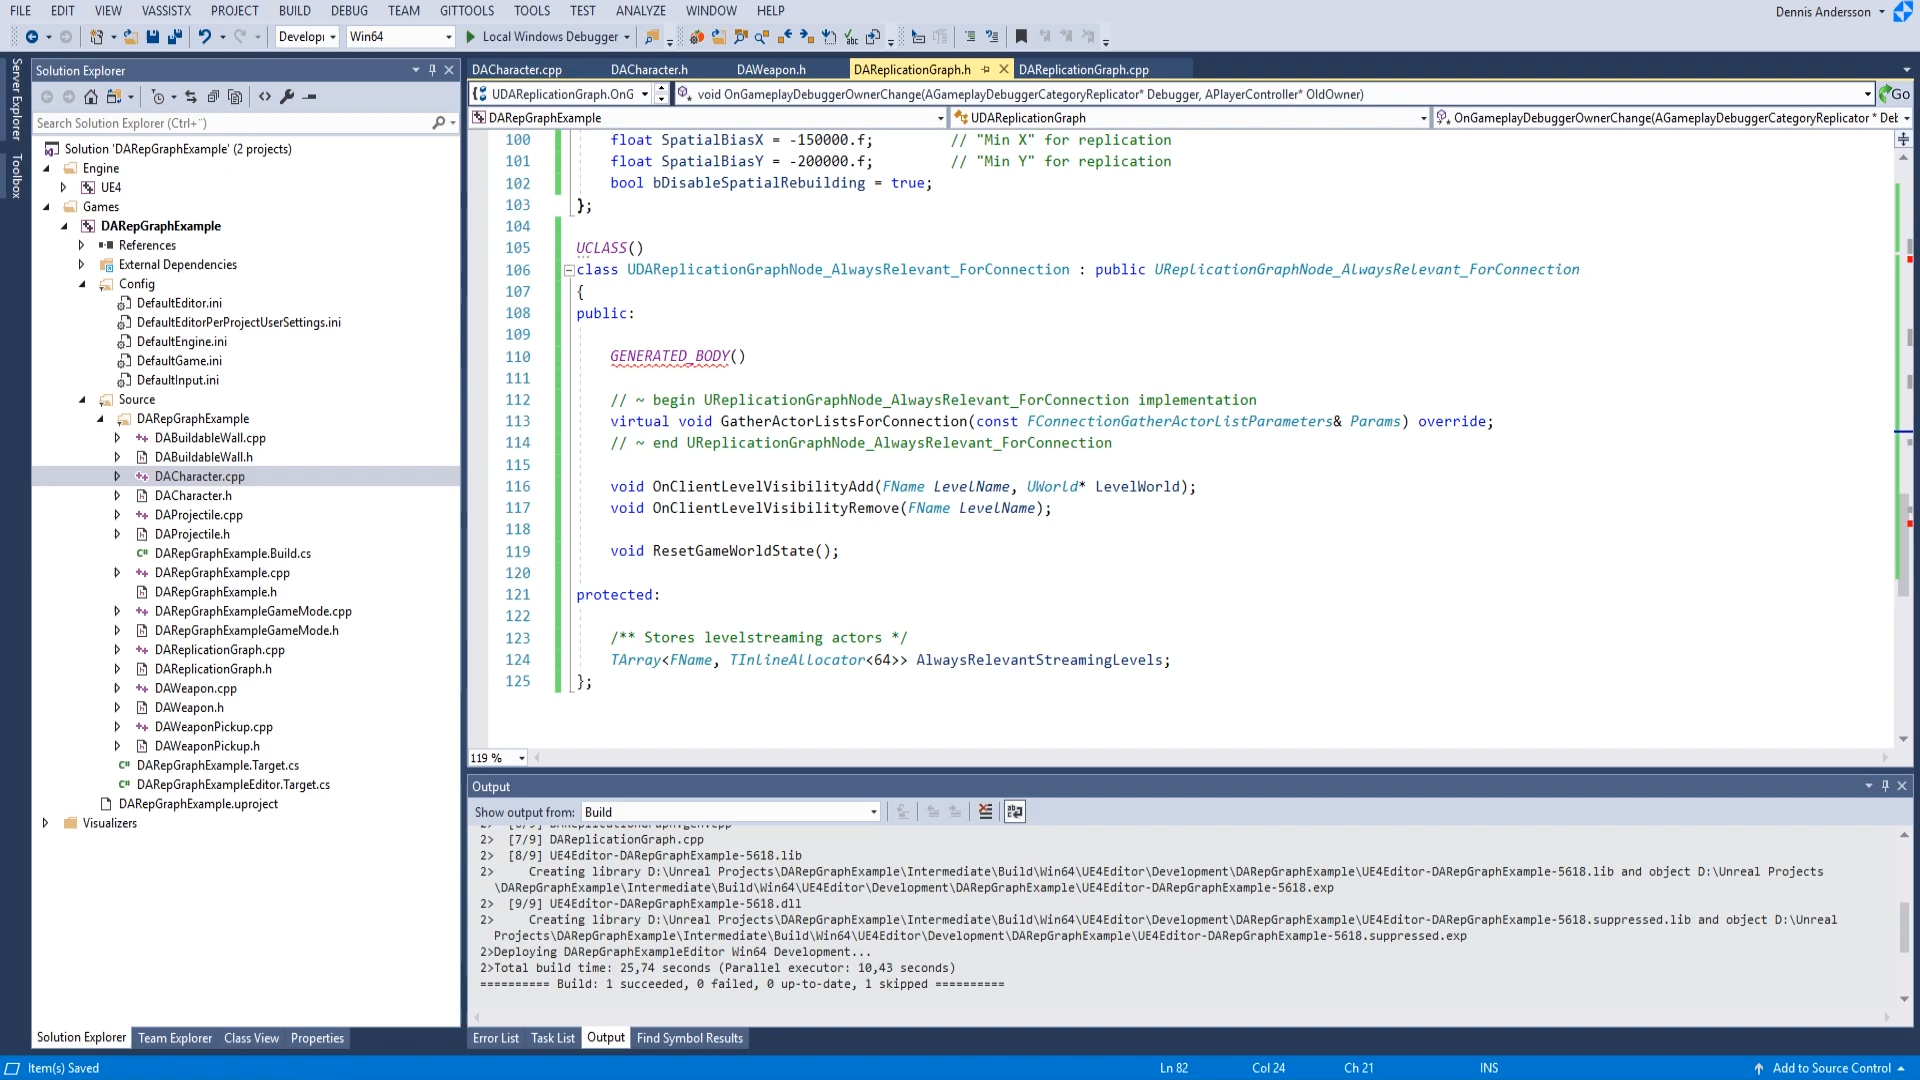 FILE EDIT VIEW VASSISTX PROJECT BUILD DEBUG TEAM GITTOOLS TOOLS TEST ANALYZE WINDOW HELP
Dennis Andersson
Develop Win64 Local Windows Debugger
Server Explorer
Toolbox
Solution Explorer
Search Solution Explorer (Ctrl+¨)
Solution 'DARepGraphExample' (2 projects)
Engine
UE4
Games
DARepGraphExample
References
External Dependencies
Config
DefaultEditor.ini
DefaultEditorPerProjectUserSettings.ini
DefaultEngine.ini
DefaultGame.ini
DefaultInput.ini
Source
DARepGraphExample
DABuildableWall.cpp
DABuildableWall.h
DACharacter.cpp
DACharacter.h
DAProjectile.cpp
DAProjectile.h
DARepGraphExample.Build.cs
DARepGraphExample.cpp
DARepGraphExample.h
DARepGraphExampleGameMode.cpp
DARepGraphExampleGameMode.h
DAReplicationGraph.cpp
DAReplicationGraph.h
DAWeapon.cpp
DAWeapon.h
DAWeaponPickup.cpp
DAWeaponPickup.h
DARepGraphExample.Target.cs
DARepGraphExampleEditor.Target.cs
DARepGraphExample.uproject
Visualizers
Solution Explorer Team Explorer Class View Properties
DACharacter.cpp DACharacter.h DAWeapon.h DAReplicationGraph.h DAReplicationGraph.cpp
UDAReplicationGraph.OnG void OnGameplayDebuggerOwnerChange(AGameplayDebuggerCategoryReplicator* Debugger, APlayerController* OldOwner) Go
DARepGraphExample UDAReplicationGraph OnGameplayDebuggerOwnerChange(AGameplayDebuggerCategoryReplicator * Deb
100 float SpatialBiasX = -150000.f; // "Min X" for replication
101 float SpatialBiasY = -200000.f; // "Min Y" for replication
102 bool bDisableSpatialRebuilding = true;
103 };
104
105 UCLASS()
106 class UDAReplicationGraphNode_AlwaysRelevant_ForConnection : public UReplicationGraphNode_AlwaysRelevant_ForConnection
107 {
108 public:
109
110 GENERATED_BODY()
111
112 // ~ begin UReplicationGraphNode_AlwaysRelevant_ForConnection implementation
113 virtual void GatherActorListsForConnection(const FConnectionGatherActorListParameters& Params) override;
114 // ~ end UReplicationGraphNode_AlwaysRelevant_ForConnection
115
116 void OnClientLevelVisibilityAdd(FName LevelName, UWorld* LevelWorld);
117 void OnClientLevelVisibilityRemove(FName LevelName);
118
119 void ResetGameWorldState();
120
121 protected:
122
123 /** Stores levelstreaming actors */
124 TArray<FName, TInlineAllocator<64>> AlwaysRelevantStreamingLevels;
125 };
119 %
Output
Show output from: Build
2> [6/9] DAReplicationGraph.gen.cpp
2> [7/9] DAReplicationGraph.cpp
2> [8/9] UE4Editor-DARepGraphExample-5618.lib
2> Creating library D:\Unreal Projects\DARepGraphExample\Intermediate\Build\Win64\UE4Editor\Development\DARepGraphExample\UE4Editor-DARepGraphExample-5618.lib and object D:\Unreal Projects
\DARepGraphExample\Intermediate\Build\Win64\UE4Editor\Development\DARepGraphExample\UE4Editor-DARepGraphExample-5618.exp
2> [9/9] UE4Editor-DARepGraphExample-5618.dll
2> Creating library D:\Unreal Projects\DARepGraphExample\Intermediate\Build\Win64\UE4Editor\Development\DARepGraphExample\UE4Editor-DARepGraphExample-5618.suppressed.lib and object D:\Unreal
Projects\DARepGraphExample\Intermediate\Build\Win64\UE4Editor\Development\DARepGraphExample\UE4Editor-DARepGraphExample-5618.suppressed.exp
2>Deploying DARepGraphExampleEditor Win64 Development...
2>Total build time: 25,74 seconds (Parallel executor: 10,43 seconds)
========== Build: 1 succeeded, 0 failed, 0 up-to-date, 1 skipped ==========
Error List Task List Output Find Symbol Results
Item(s) Saved Ln 82 Col 24 Ch 21 INS Add to Source Control